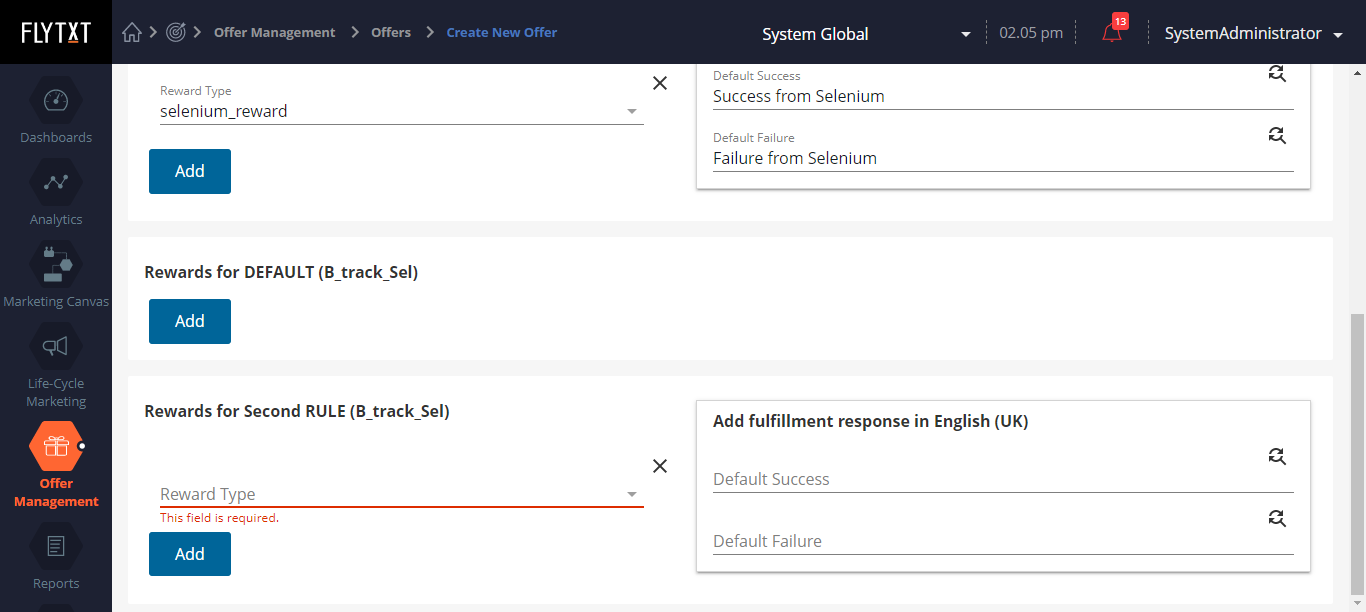 FLYTXT
Offer Management
Offers
Create New Offer
System Global
02.05 pm
13
SystemAdministrator
Dashboards
Analytics
Marketing Canvas
Life-Cycle
Marketing
Offer
Management
Reports
Reward Type
selenium_reward
Add
Default Success
Success from Selenium
Default Failure
Failure from Selenium
Rewards for DEFAULT (B_track_Sel)
Add
Rewards for Second RULE (B_track_Sel)
Reward Type
This field is required.
Add
Add fulfillment response in English (UK)
Default Success
Default Failure